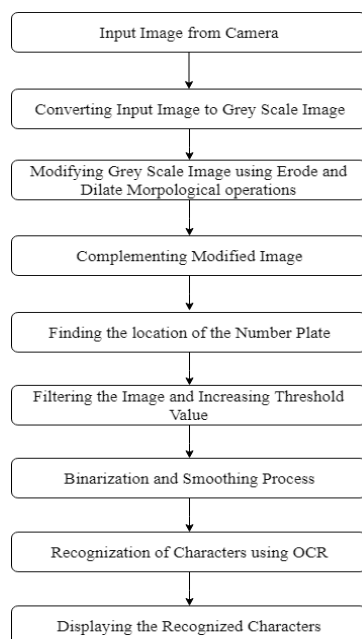 Input Image from Camera
Converting Input Image to Grey Scale Image
Modifying Grey Scale Image using Erode and
Dilate Morpological operations
Complementing Modified Image
Finding the location of the Number Plate
Filtering the Image and Increasing Threshold
Value
Binarization and Smoothing Process
Recognization of Characters using OCR
Displaying the Recognized Characters